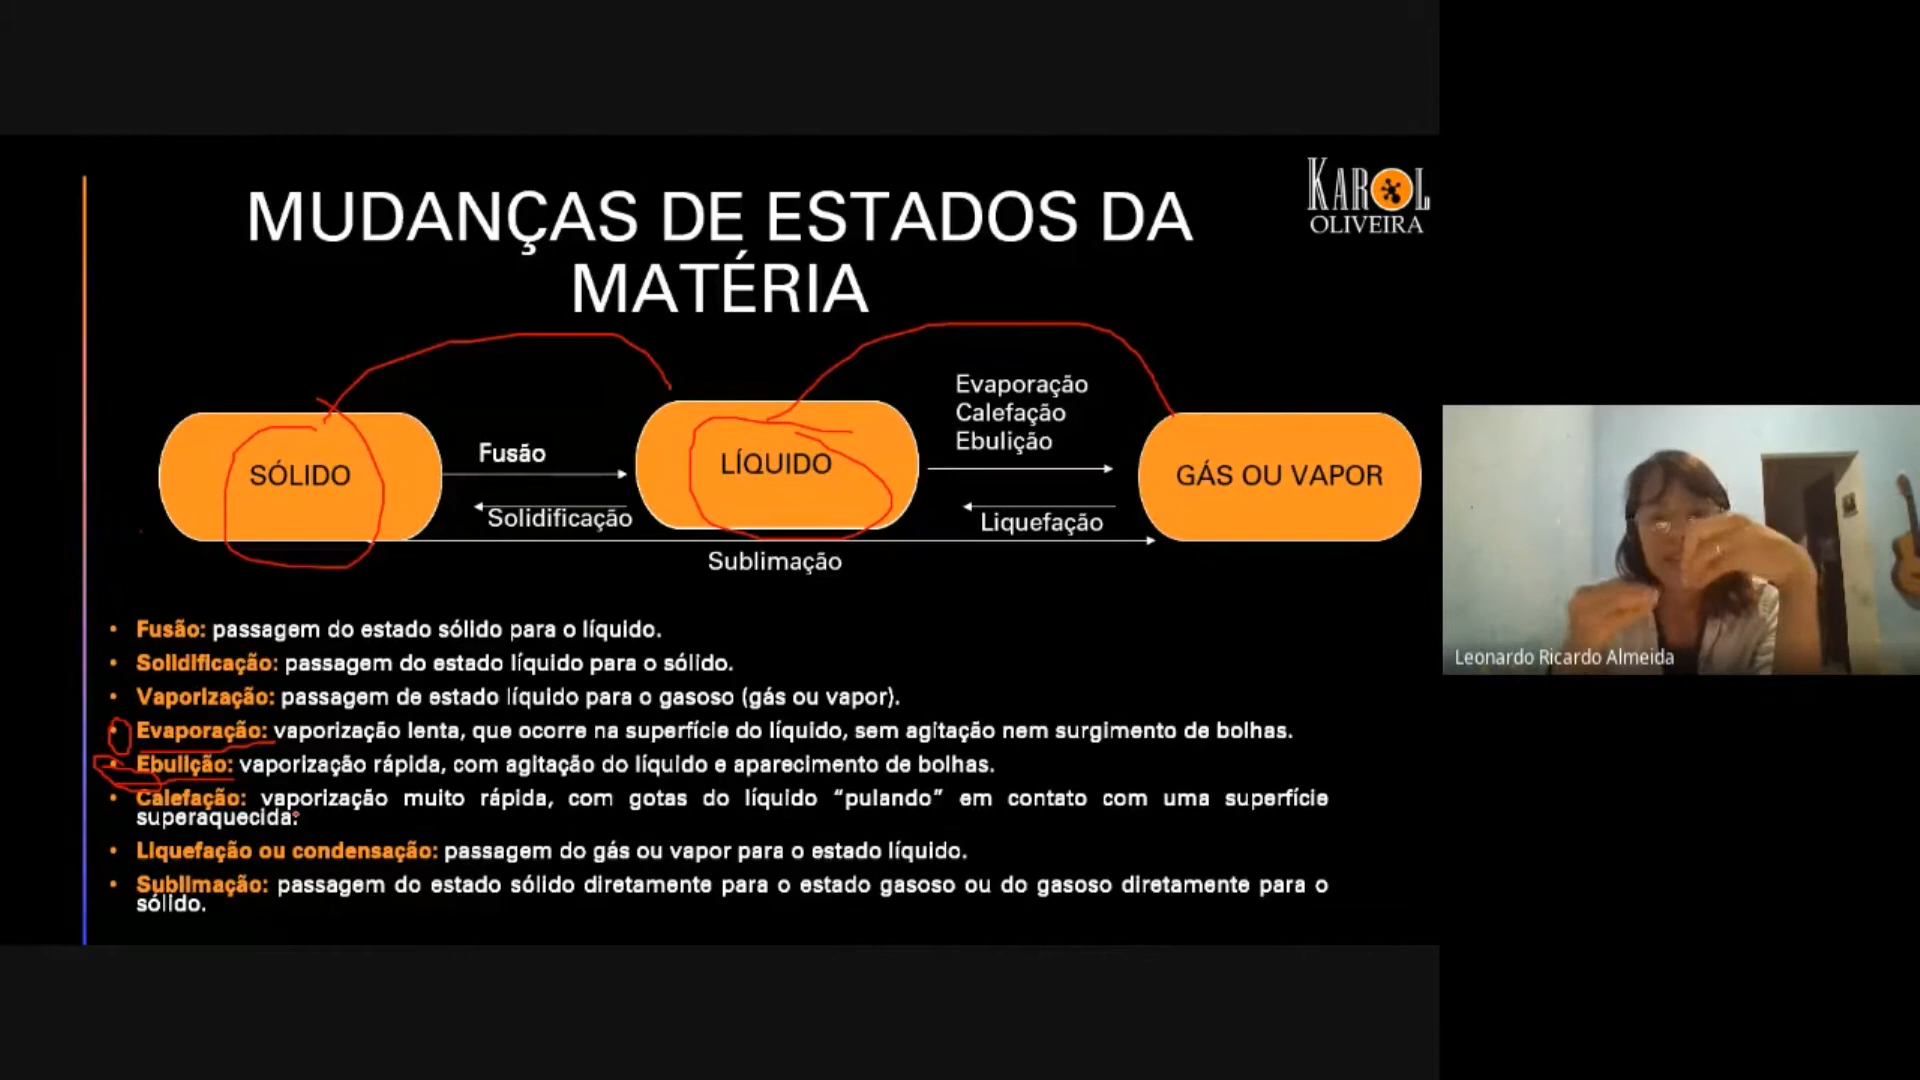 KAROL
OLIVEIRA
MUDANÇAS DE ESTADOS DA
MATÉRIA
SÓLIDO
Fusão
Solidificação
LÍQUIDO
Evaporação
Calefação
Ebulição
Liquefação
GÁS OU VAPOR
Sublimação
• Fusão: passagem do estado sólido para o líquido.
• Solidificação: passagem do estado líquido para o sólido.
• Vaporização: passagem de estado líquido para o gasoso (gás ou vapor).
• Evaporação: vaporização lenta, que ocorre na superfície do líquido, sem agitação nem surgimento de bolhas.
• Ebulição: vaporização rápida, com agitação do líquido e aparecimento de bolhas.
• Calefação: vaporização muito rápida, com gotas do líquido “pulando” em contato com uma superfície
superaquecida.
• Liquefação ou condensação: passagem do gás ou vapor para o estado líquido.
• Sublimação: passagem do estado sólido diretamente para o estado gasoso ou do gasoso diretamente para o
sólido.
Leonardo Ricardo Almeida